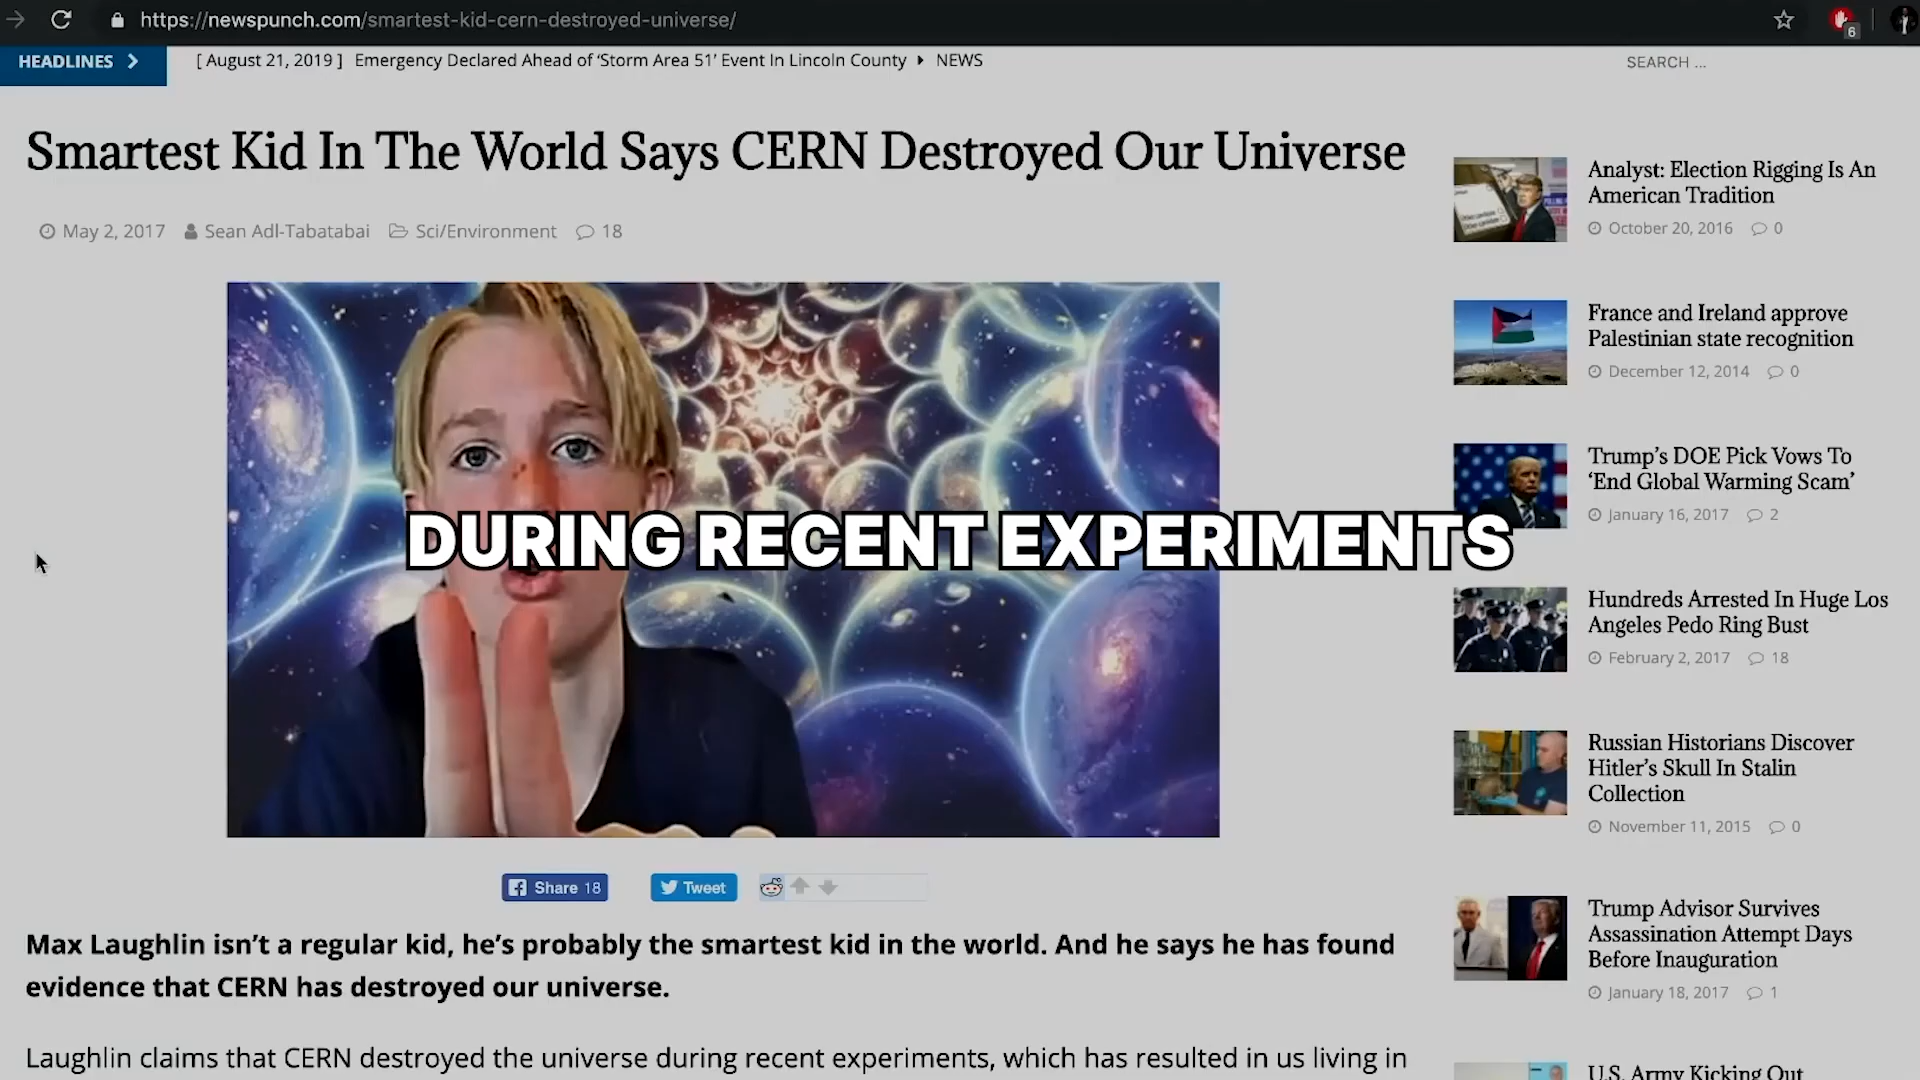 https://newspunch.com/smartest-kid-cern-destroyed-universe/
6
HEADLINES
[ August 21, 2019 ] Emergency Declared Ahead of ‘Storm Area 51’ Event In Lincoln County NEWS
SEARCH ...
Smartest Kid In The World Says CERN Destroyed Our Universe
May 2, 2017 Sean Adl-Tabatabai Sci/Environment 18
DURING RECENT EXPERIMENTS
Share 18 Tweet
Max Laughlin isn’t a regular kid, he’s probably the smartest kid in the world. And he says he has found
evidence that CERN has destroyed our universe.
Laughlin claims that CERN destroyed the universe during recent experiments, which has resulted in us living in
Analyst: Election Rigging Is An
American Tradition
October 20, 2016 0
France and Ireland approve
Palestinian state recognition
December 12, 2014 0
Trump’s DOE Pick Vows To
‘End Global Warming Scam’
January 16, 2017 2
Hundreds Arrested In Huge Los
Angeles Pedo Ring Bust
February 2, 2017 18
Russian Historians Discover
Hitler’s Skull In Stalin
Collection
November 11, 2015 0
Trump Advisor Survives
Assassination Attempt Days
Before Inauguration
January 18, 2017 1
U.S. Army Kicking Out